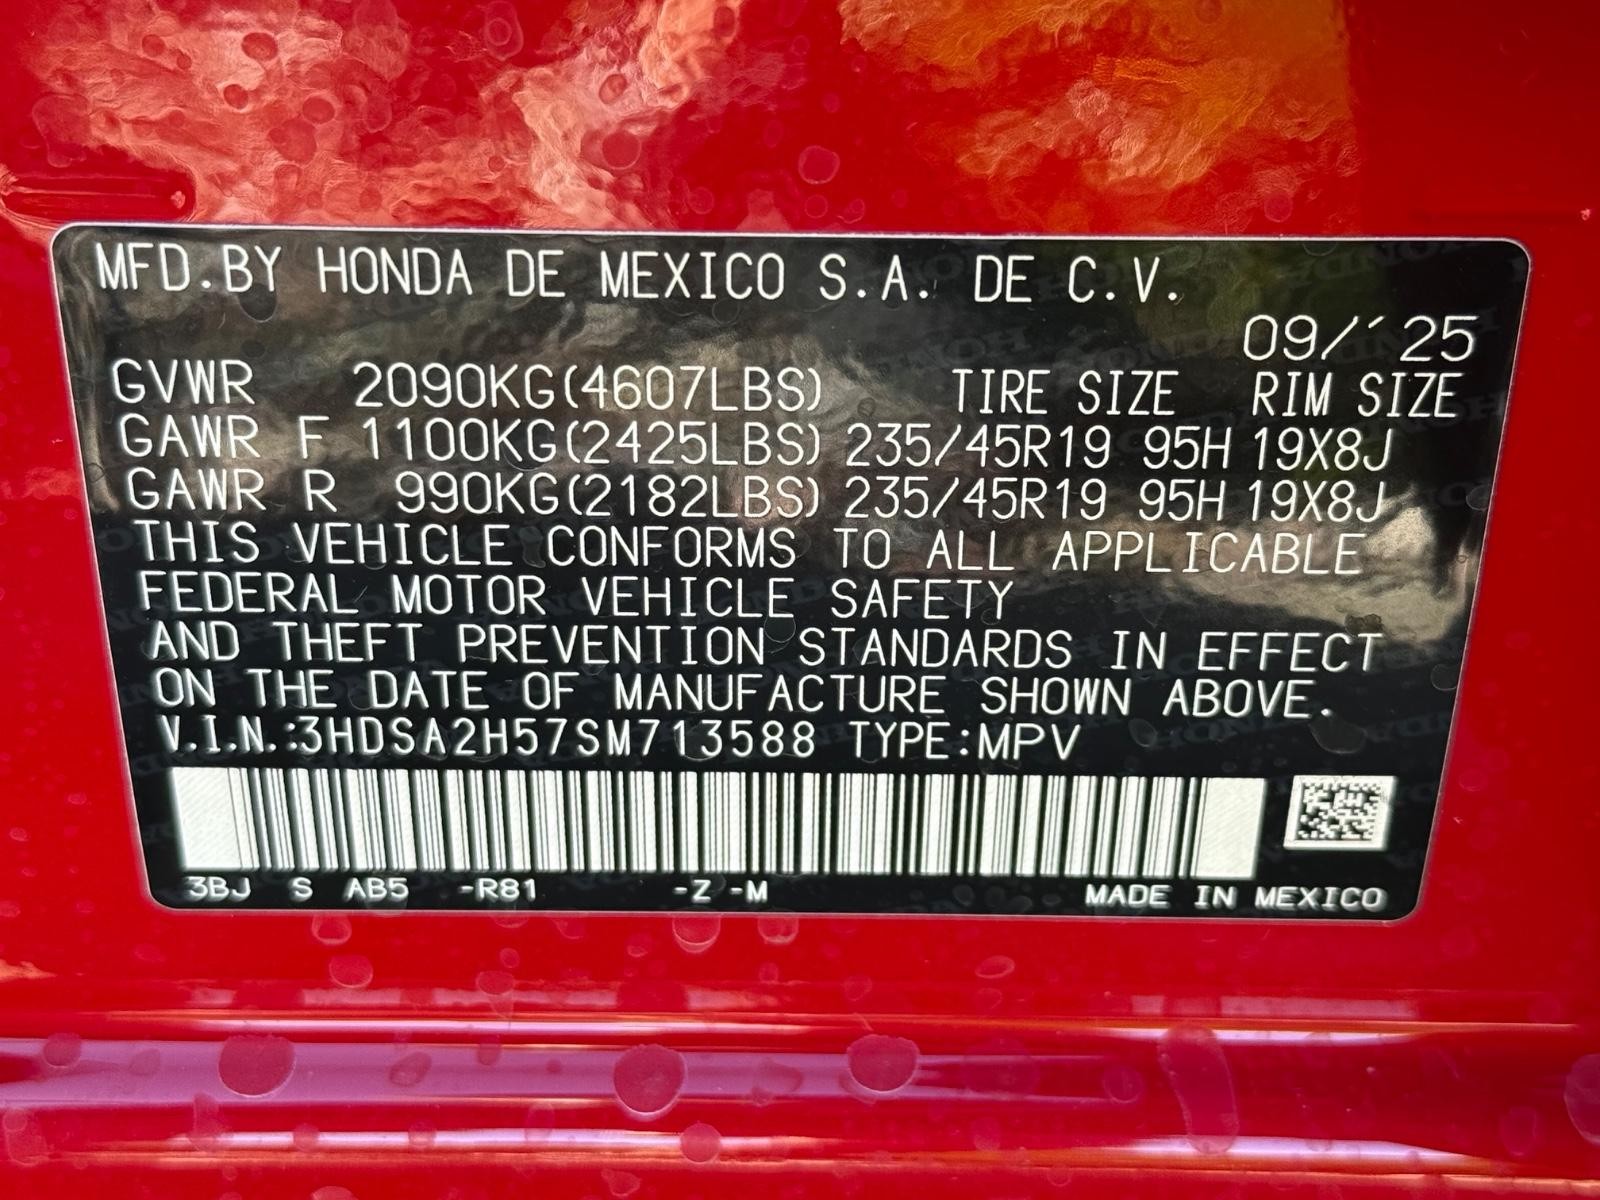 MFD.BY HONDA DE MEXICO S.A. DE C.V.
09/´25
GVWR 2090KG(4607LBS) TIRE SIZE RIM SIZE
GAWR F 1100KG(2425LBS) 235/45R19 95H 19X8J
GAWR R 990KG(2182LBS) 235/45R19 95H 19X8J
THIS VEHICLE CONFORMS TO ALL APPLICABLE
FEDERAL MOTOR VEHICLE SAFETY
AND THEFT PREVENTION STANDARDS IN EFFECT
ON THE DATE OF MANUFACTURE SHOWN ABOVE.
V.I.N.:3HDSA2H57SM713588 TYPE:MPV
3BJ S AB5 -R81 -Z -M MADE IN MEXICO